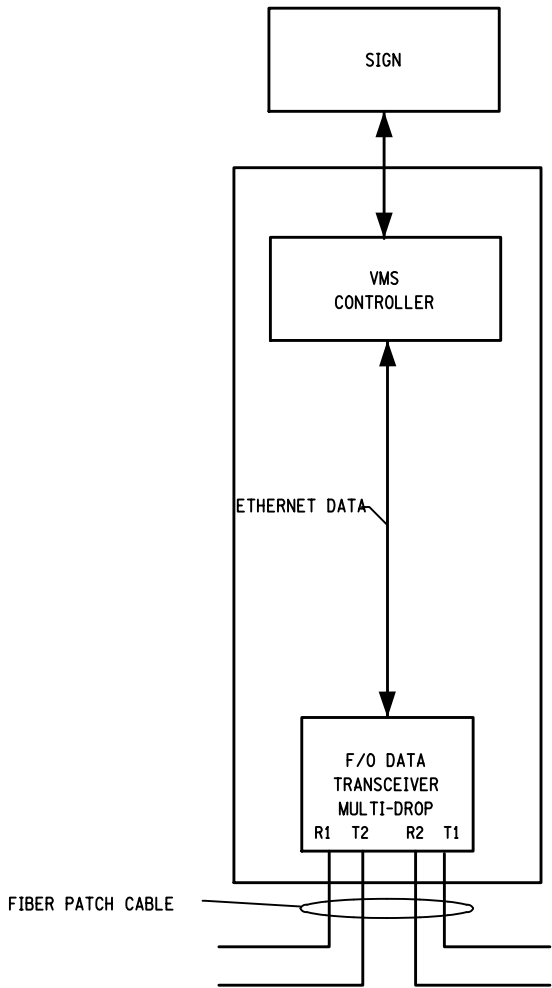 SIGN
VMS
CONTROLLER
ETHERNET DATA
F/O DATA
TRANSCEIVER
MULTI-DROP
R1 T2 R2 T1
FIBER PATCH CABLE